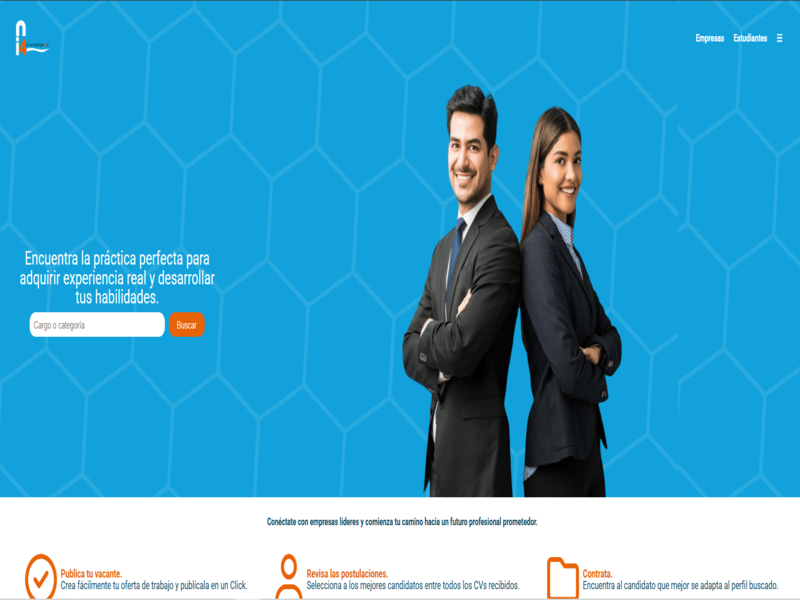 Empresas Estudiantes
Encuentra la práctica perfecta para
adquirir experiencia real y desarrollar
tus habilidades.
Cargo o categoría
Buscar
Conéctate con empresas líderes y comienza tu camino hacia un futuro profesional prometedor.
Publica tu vacante.
Crea fácilmente tu oferta de trabajo y publícala en un Click.
Revisa las postulaciones.
Selecciona a los mejores candidatos entre todos los CVs recibidos.
Contrata.
Encuentra al candidato que mejor se adapta al perfil buscado.